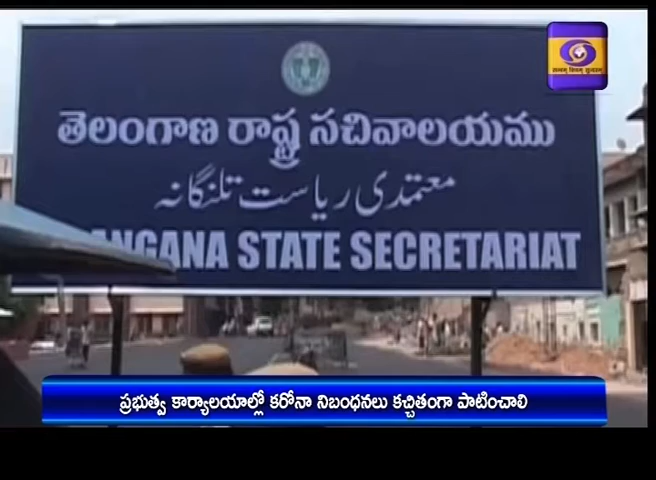 తెలంగాణ రాష్ట్ర సచివాలయము
معتمدی ریاست تلنگانہ
ANGANA STATE SECRETARIAT
ప్రభుత్వ కార్యాలయాల్లో కరోనా నిబంధనలు కచ్చితంగా పాటించాలి